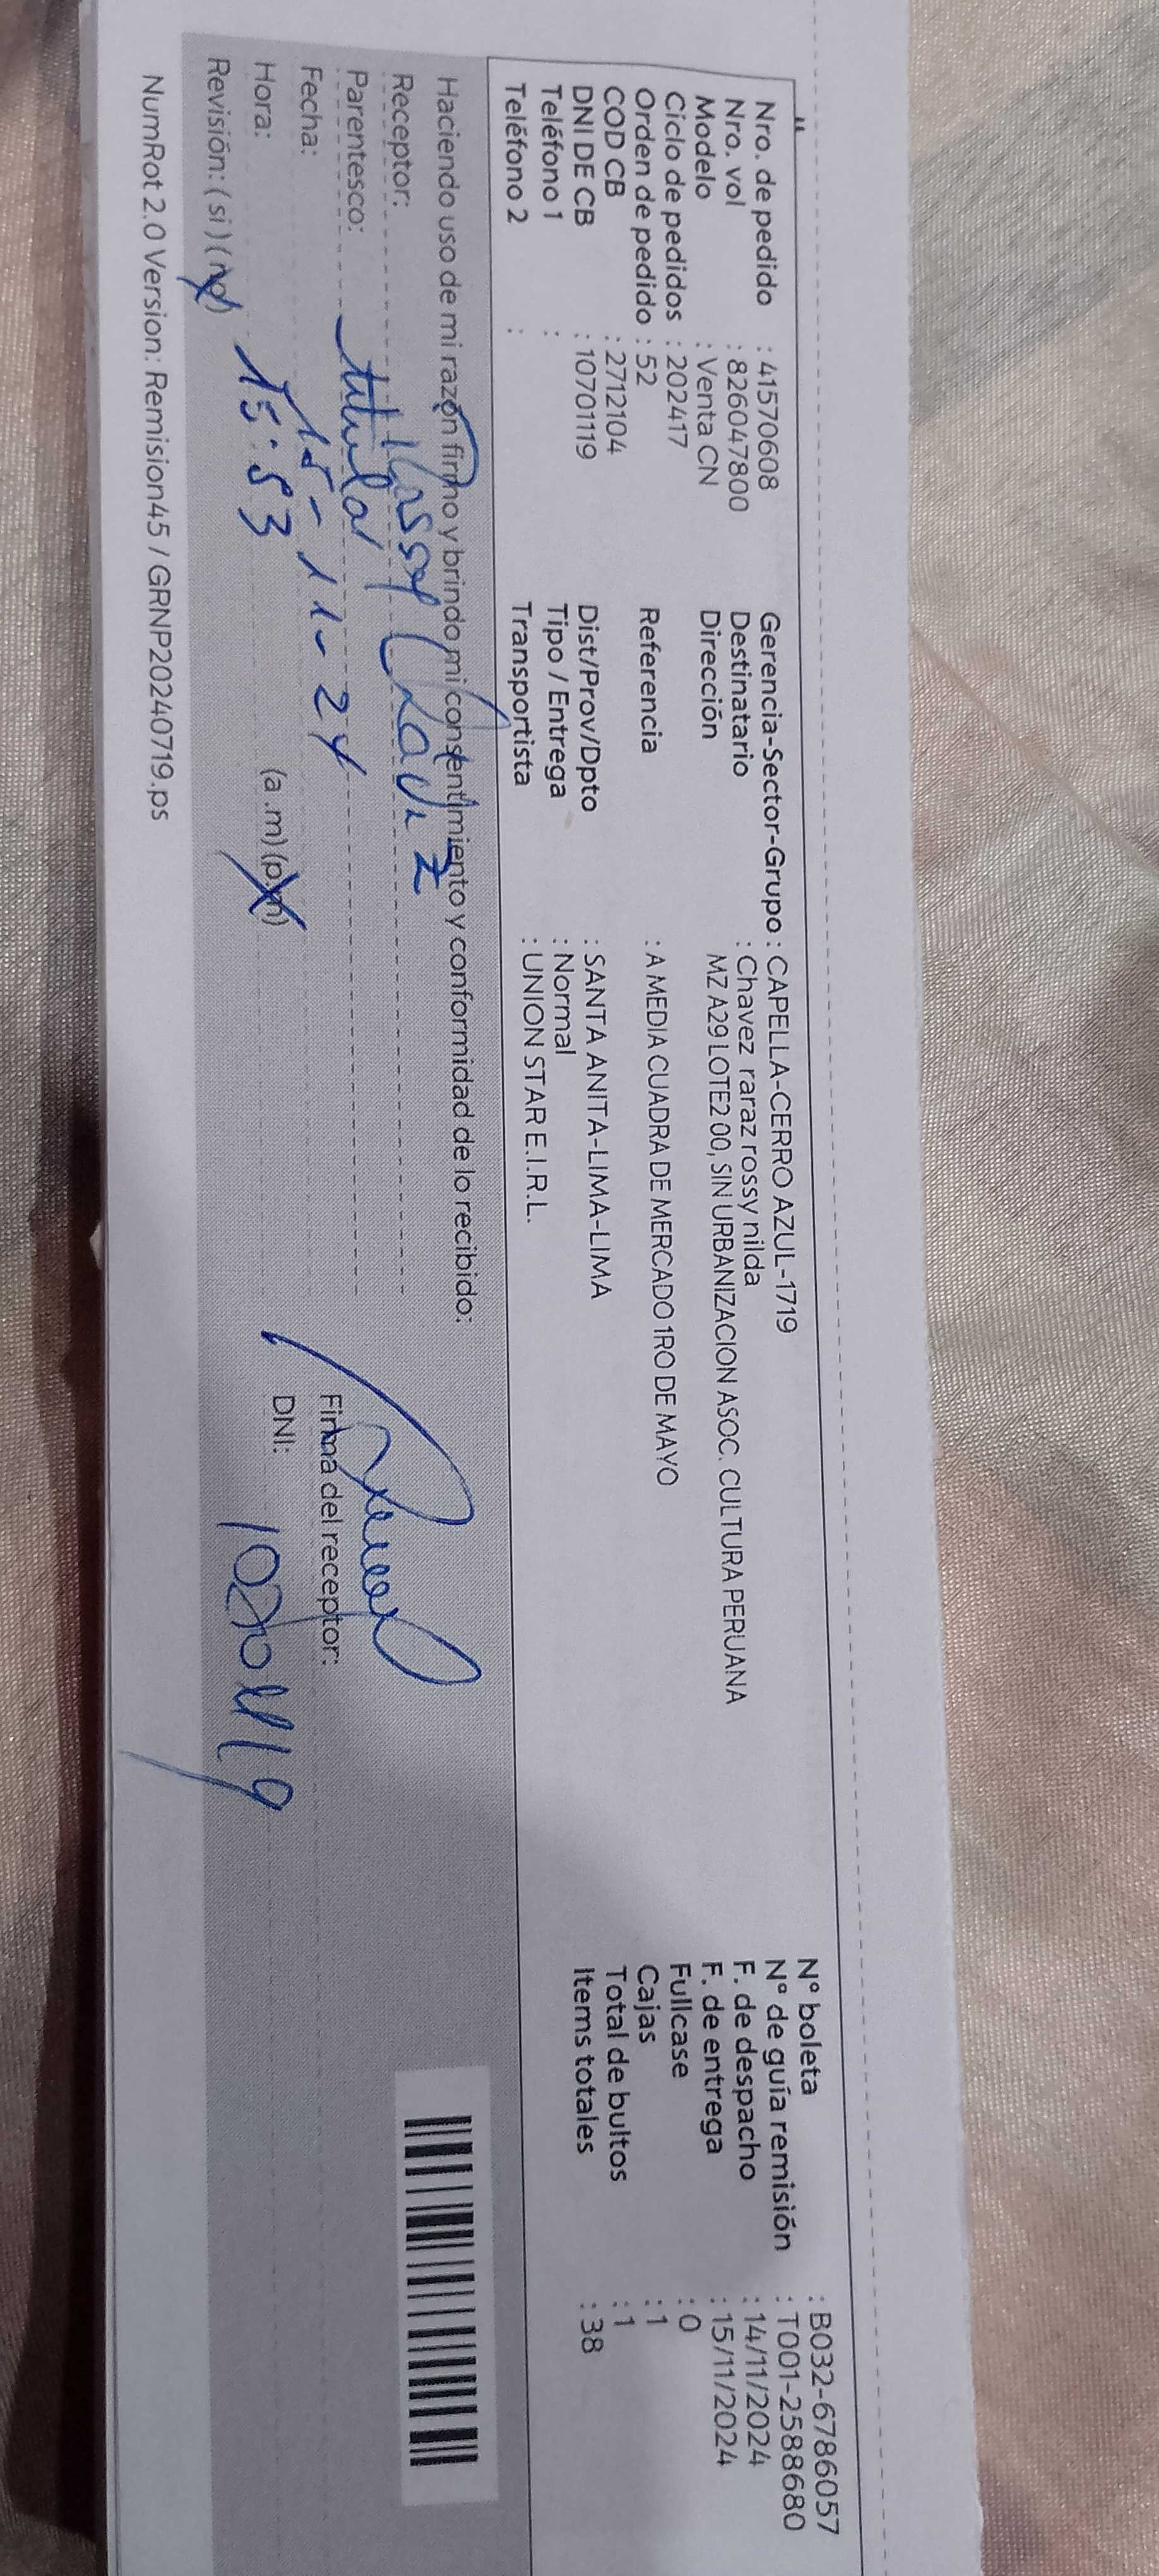 Nro. de pedido : 41570608
Nro. vol : 826047800
Modelo : Venta CN
Ciclo de pedidos : 202417
Orden de pedido : 52
COD CB : 2712104
DNI DE CB : 10701119
Teléfono 1 :
Teléfono 2 :
Gerencia-Sector-Grupo : CAPELLA-CERRO AZUL-1719
Destinatario : Chavez raraz rossy nilda
Dirección MZ A29 LOTE2 00, SIN URBANIZACION ASOC. CULTURA PERUANA
Referencia : A MEDIA CUADRA DE MERCADO 1RO DE MAYO
Dist/Prov/Dpto : SANTA ANITA-LIMA-LIMA
Tipo / Entrega : Normal
Transportista : UNION STAR E.I.R.L.
N° boleta : B032-6786057
N° de guía remisión : T001-2588680
F. de despacho : 14/11/2024
F. de entrega : 15/11/2024
Fullcase : 0
Cajas : 1
Total de bultos : 1
Items totales : 38
Haciendo uso de mi razón firmo y brindo mi consentimiento y conformidad de lo recibido:
Receptor:
Parentesco: titular
Fecha: 15-11-24
Hora: 15:53 (a.m) (p.m)
Revisión: (si) (no)
Firma del receptor:
DNI: 10701119
NumRot 2.0 Version: Remision45 / GRNP20240719.ps